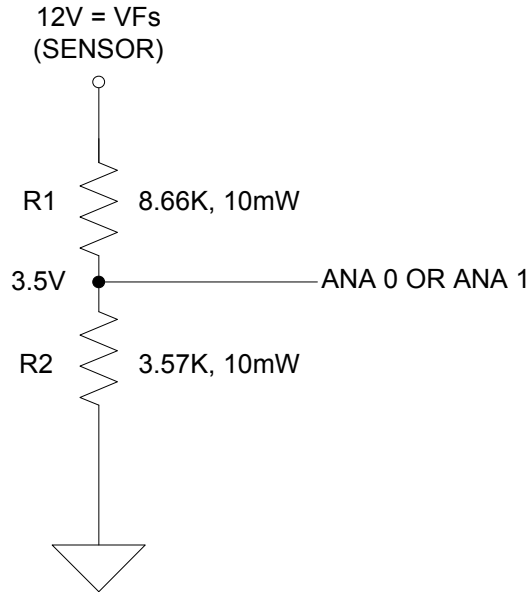 12V = VFs
(SENSOR)
R1 8.66K, 10mW
3.5V ANA 0 OR ANA 1
R2 3.57K, 10mW